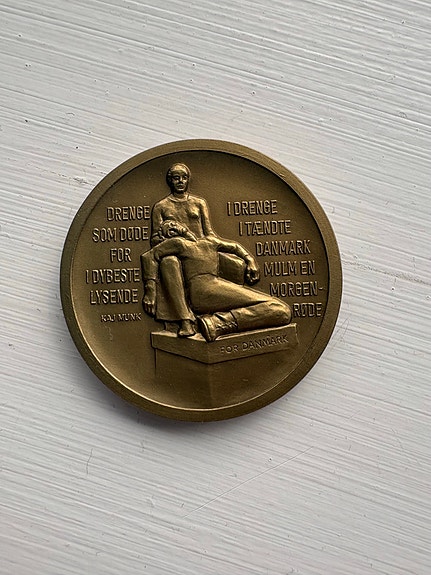 DRENGE
SOM DØDE
FOR
I DYBESTE
LYSENDE
KAJ MUNK
I DRENGE
I TÆNDTE
DANMARK
MULM EN
MORGEN-
RØDE
FOR DANMARK